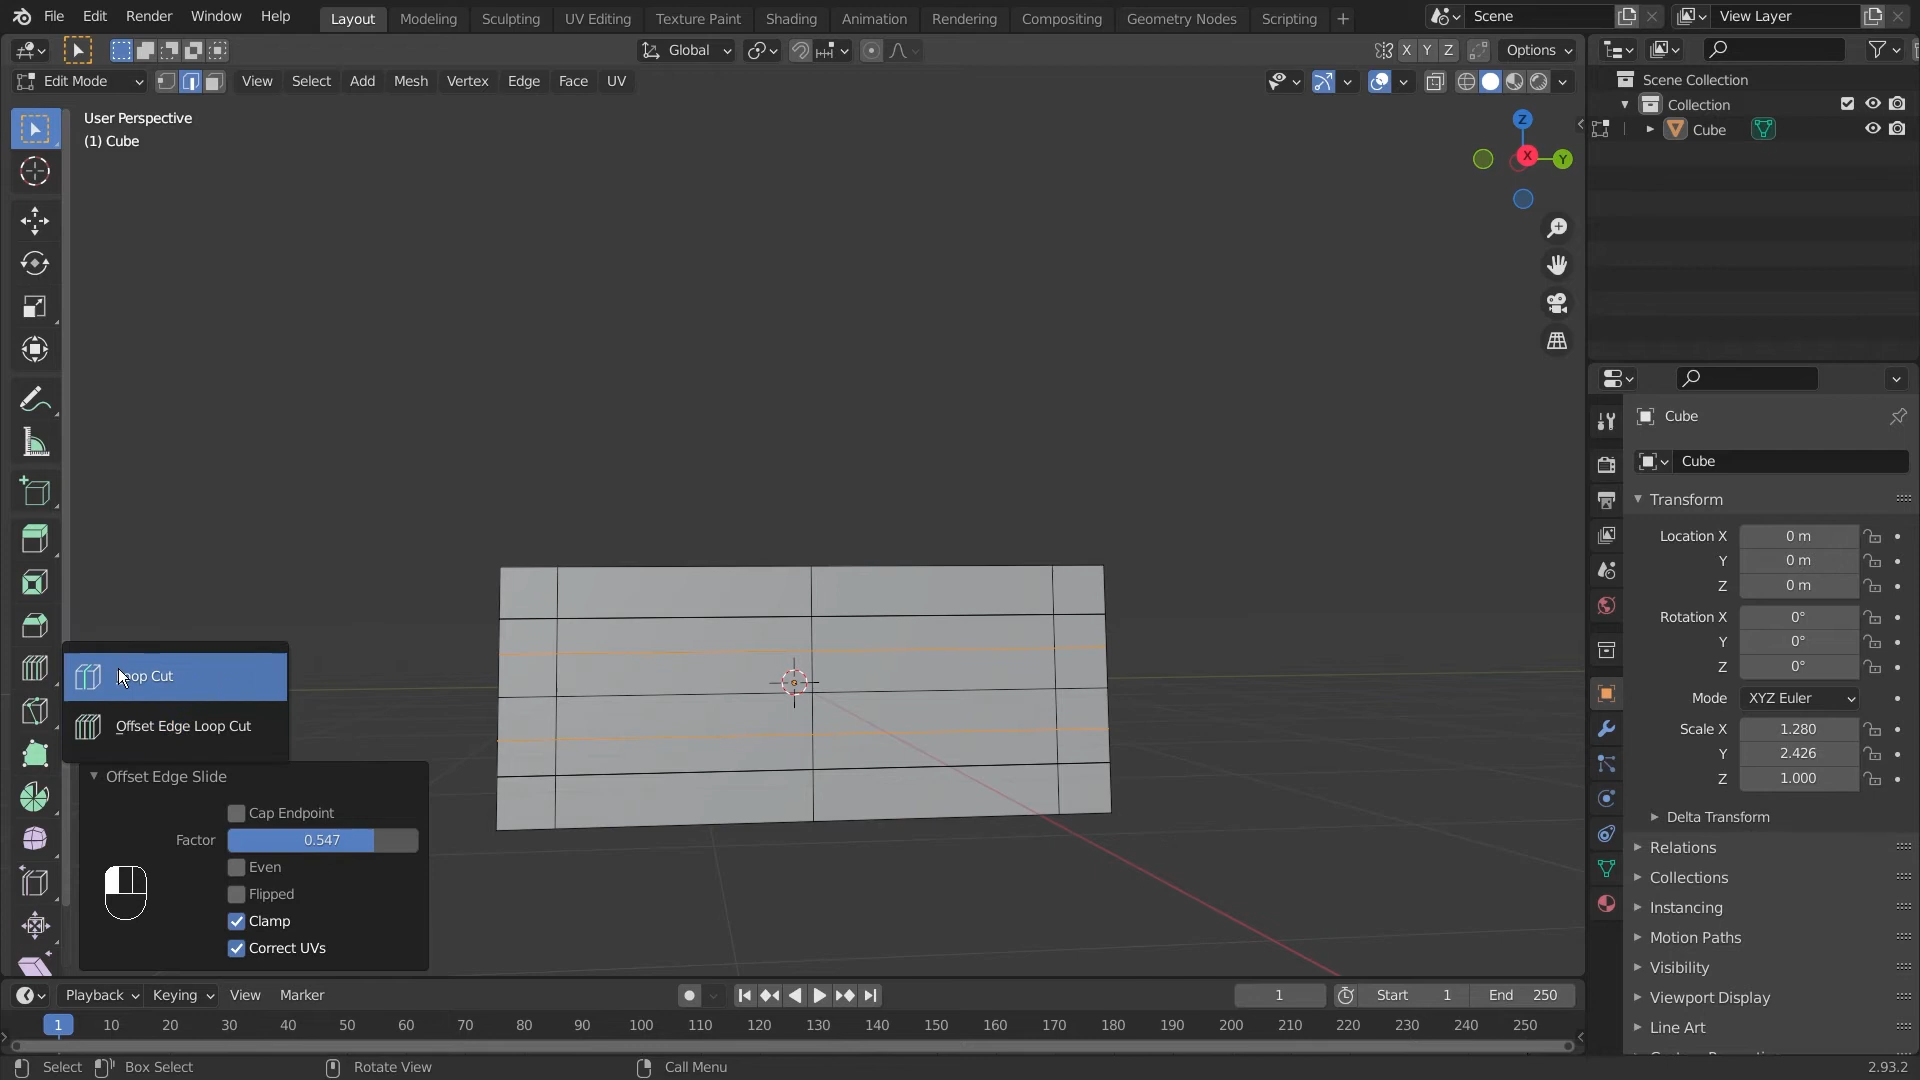 File Edit Render Window Help Layout Modeling Sculpting UV Editing Texture Paint Shading Animation Rendering Compositing Geometry Nodes Scripting + Scene View Layer
Global X Y Z Options
Edit Mode View Select Add Mesh Vertex Edge Face UV
User Perspective
(1) Cube
Z
X
Y
Scene Collection
Collection
Cube
Cube
Cube
Transform
Location X 0 m
Y 0 m
Z 0 m
Rotation X 0°
Y 0°
Z 0°
Mode XYZ Euler
Scale X 1.280
Y 2.426
Z 1.000
Delta Transform
Relations
Collections
Instancing
Motion Paths
Visibility
Viewport Display
Line Art
Cut
Offset Edge Loop Cut
Offset Edge Slide
Cap Endpoint
Factor 0.547
Even
Flipped
Clamp
Correct UVs
Playback Keying View Marker 1 Start 1 End 250
1 10 20 30 40 50 60 70 80 90 100 110 120 130 140 150 160 170 180 190 200 210 220 230 240 250
Select Box Select Rotate View Call Menu 2.93.2